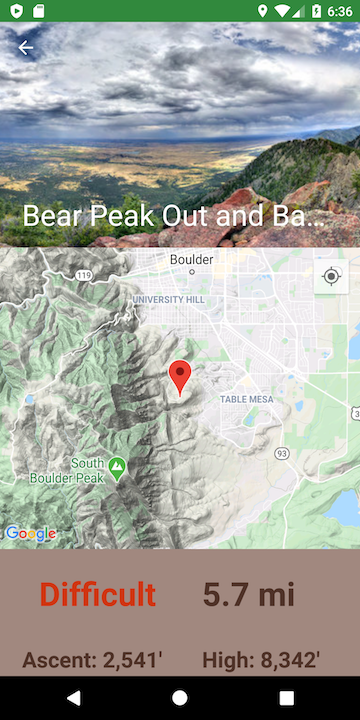 6:36
Bear Peak Out and Ba...
Boulder
119
UNIVERSITY HILL
TABLE MESA
93
South
Boulder Peak
Google
Difficult
5.7 mi
Ascent: 2,541'
High: 8,342'